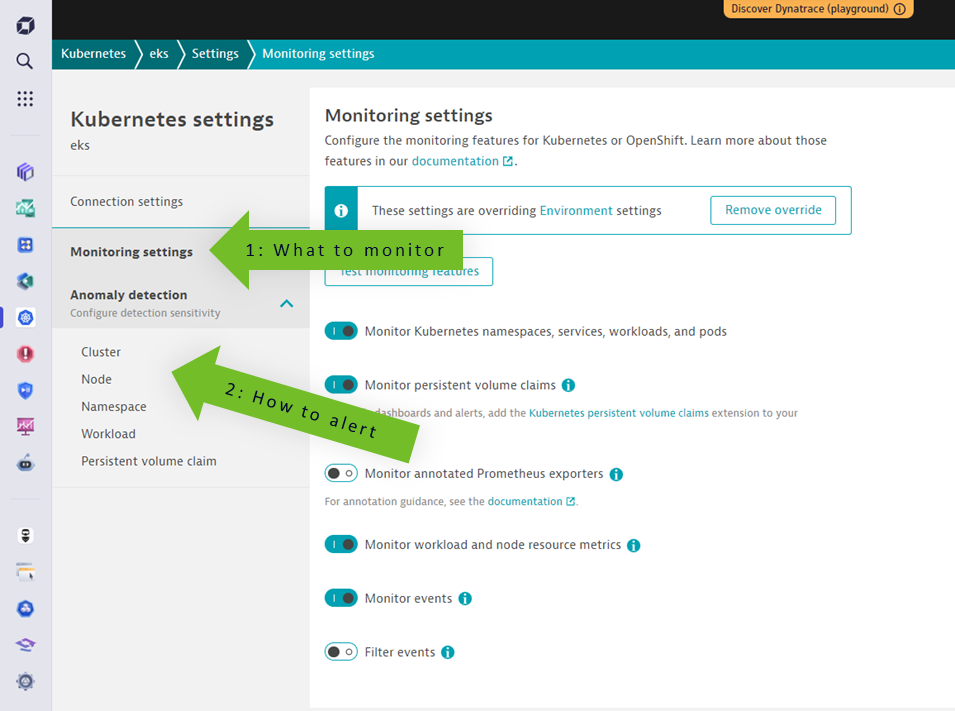 Discover Dynatrace (playground)
Kubernetes
eks
Settings
Monitoring settings
Kubernetes settings
eks
Connection settings
Monitoring settings
Anomaly detection
Configure detection sensitivity
Cluster
Node
Namespace
Workload
Persistent volume claim
1: What to monitor
2: How to alert
Monitoring settings
Configure the monitoring features for Kubernetes or OpenShift. Learn more about those
features in our documentation.
These settings are overriding Environment settings
Remove override
Test monitoring features
Monitor Kubernetes namespaces, services, workloads, and pods
Monitor persistent volume claims
dashboards and alerts, add the Kubernetes persistent volume claims extension to your
Monitor annotated Prometheus exporters
For annotation guidance, see the documentation.
Monitor workload and node resource metrics
Monitor events
Filter events